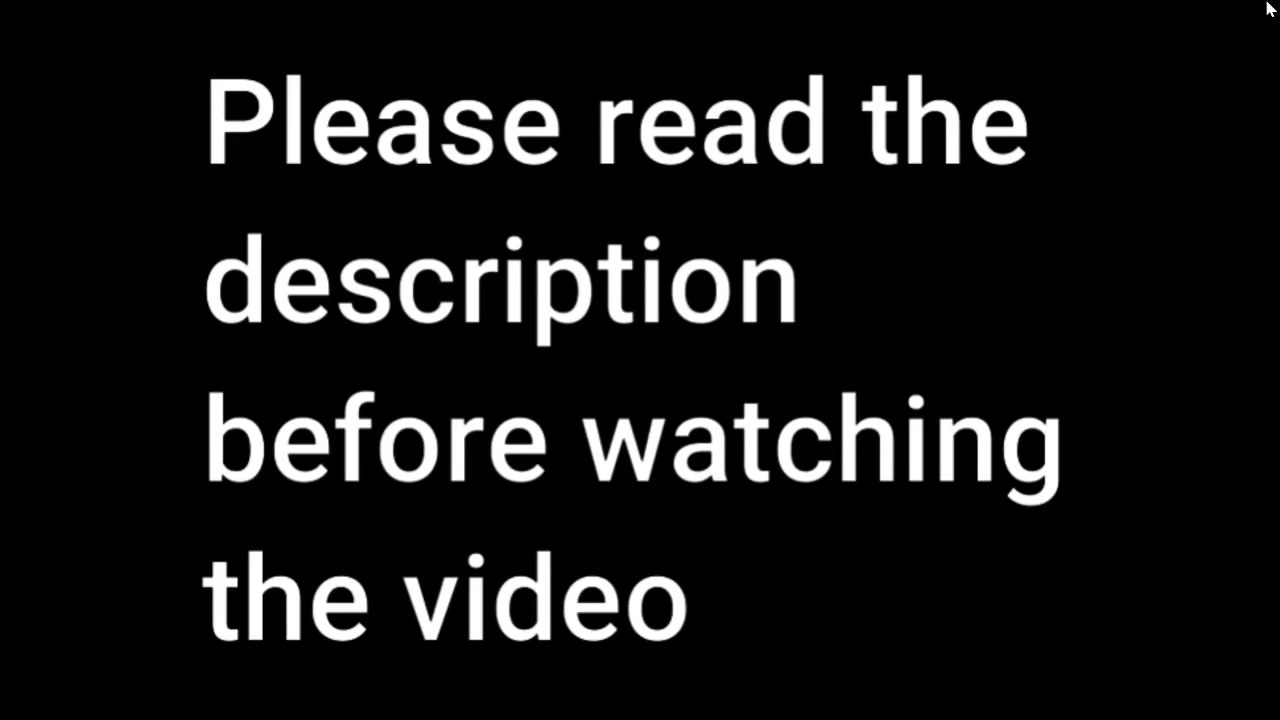 Please read the
description
before watching
the video